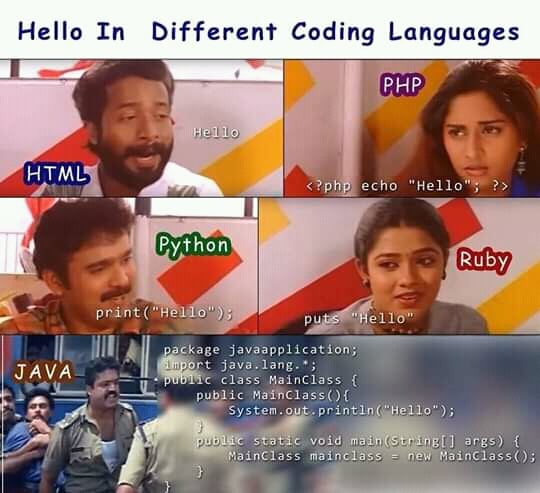 Hello In Different Coding Languages
Hello
HTML
PHP
<?php echo "Hello"; ?>
Python
print("Hello");
Ruby
puts "Hello"
JAVA
package javaapplication;
import java.lang.*;
public class MainClass {
public MainClass(){
System.out.println("Hello");
}
public static void main(String[] args) {
MainClass mainclass = new MainClass();
}
}